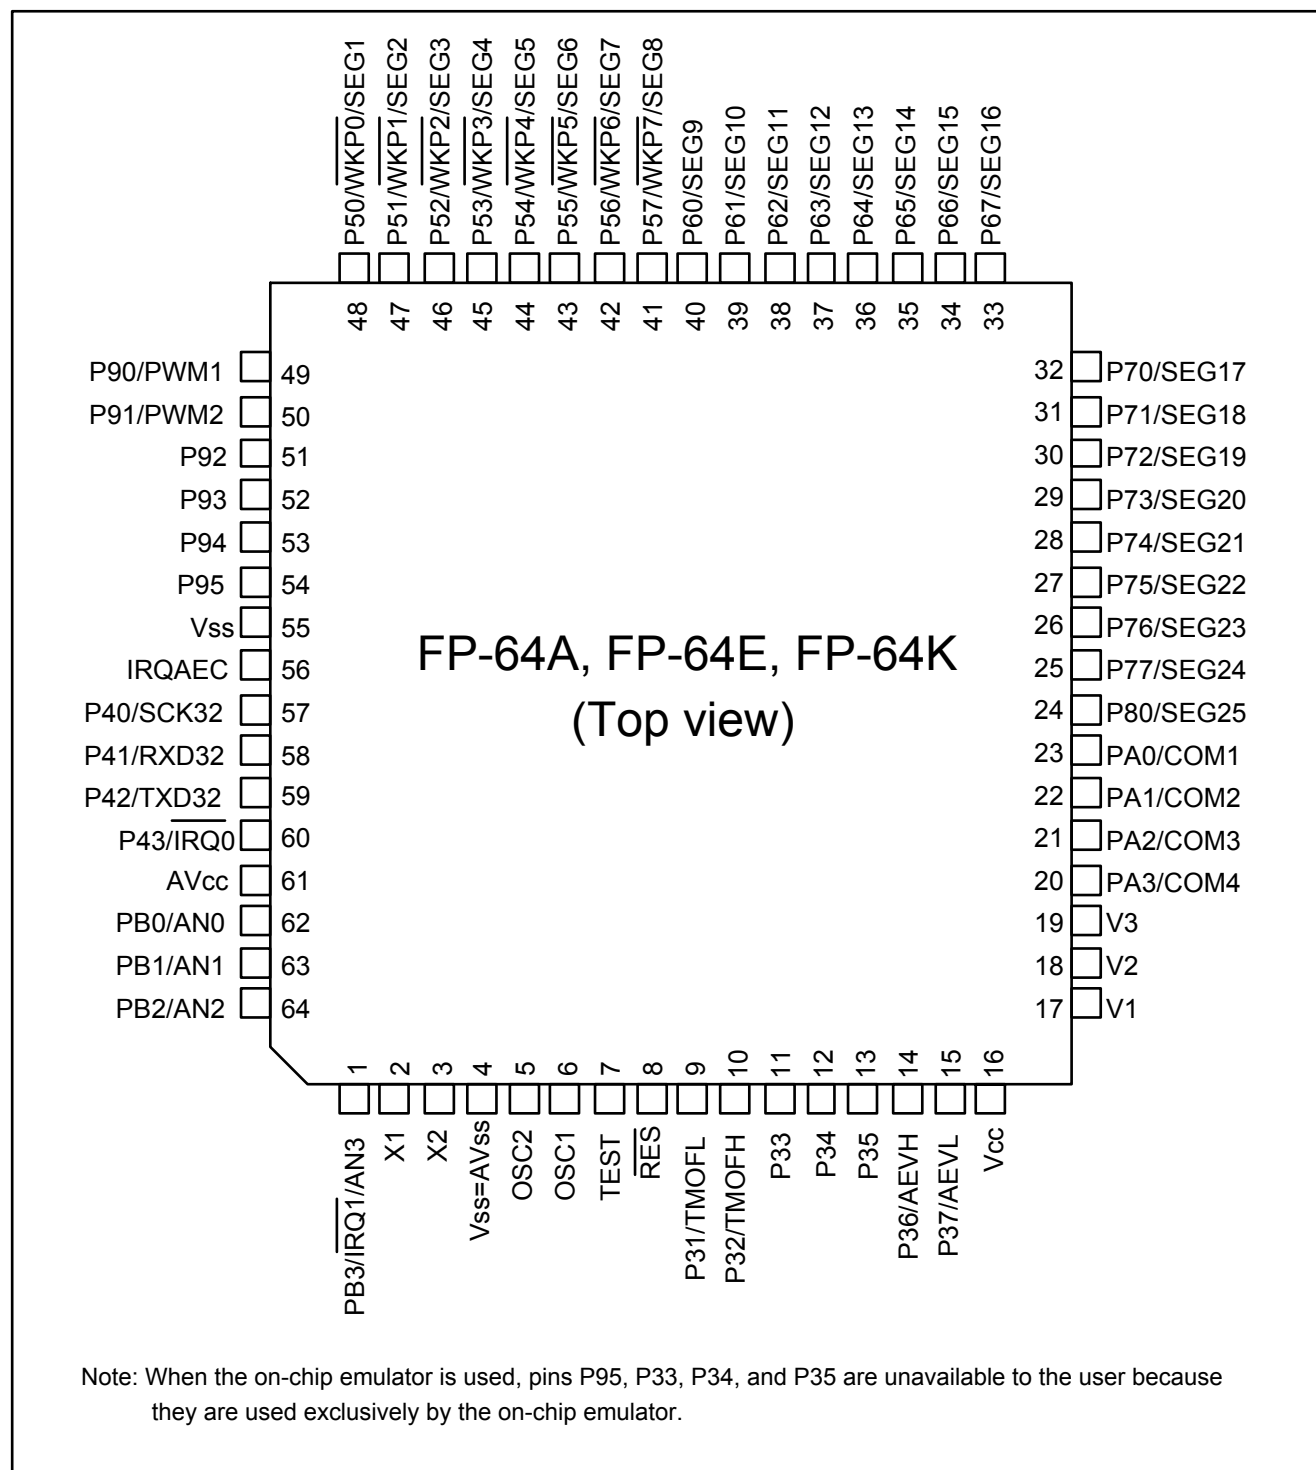 P50/WKP0/SEG1
P51/WKP1/SEG2
P52/WKP2/SEG3
P53/WKP3/SEG4
P54/WKP4/SEG5
P55/WKP5/SEG6
P56/WKP6/SEG7
P57/WKP7/SEG8
P60/SEG9
P61/SEG10
P62/SEG11
P63/SEG12
P64/SEG13
P65/SEG14
P66/SEG15
P67/SEG16
48 47 46 45 44 43 42 41 40 39 38 37 36 35 34 33
P90/PWM1 49
P91/PWM2 50
P92 51
P93 52
P94 53
P95 54
Vss 55
IRQAEC 56
P40/SCK32 57
P41/RXD32 58
P42/TXD32 59
P43/IRQ0 60
AVcc 61
PB0/AN0 62
PB1/AN1 63
PB2/AN2 64
FP-64A, FP-64E, FP-64K
(Top view)
32 P70/SEG17
31 P71/SEG18
30 P72/SEG19
29 P73/SEG20
28 P74/SEG21
27 P75/SEG22
26 P76/SEG23
25 P77/SEG24
24 P80/SEG25
23 PA0/COM1
22 PA1/COM2
21 PA2/COM3
20 PA3/COM4
19 V3
18 V2
17 V1
1 2 3 4 5 6 7 8 9 10 11 12 13 14 15 16
PB3/IRQ1/AN3
X1
X2
Vss=AVss
OSC2
OSC1
TEST
RES
P31/TMOFL
P32/TMOFH
P33
P34
P35
P36/AEVH
P37/AEVL
Vcc
Note: When the on-chip emulator is used, pins P95, P33, P34, and P35 are unavailable to the user because
they are used exclusively by the on-chip emulator.